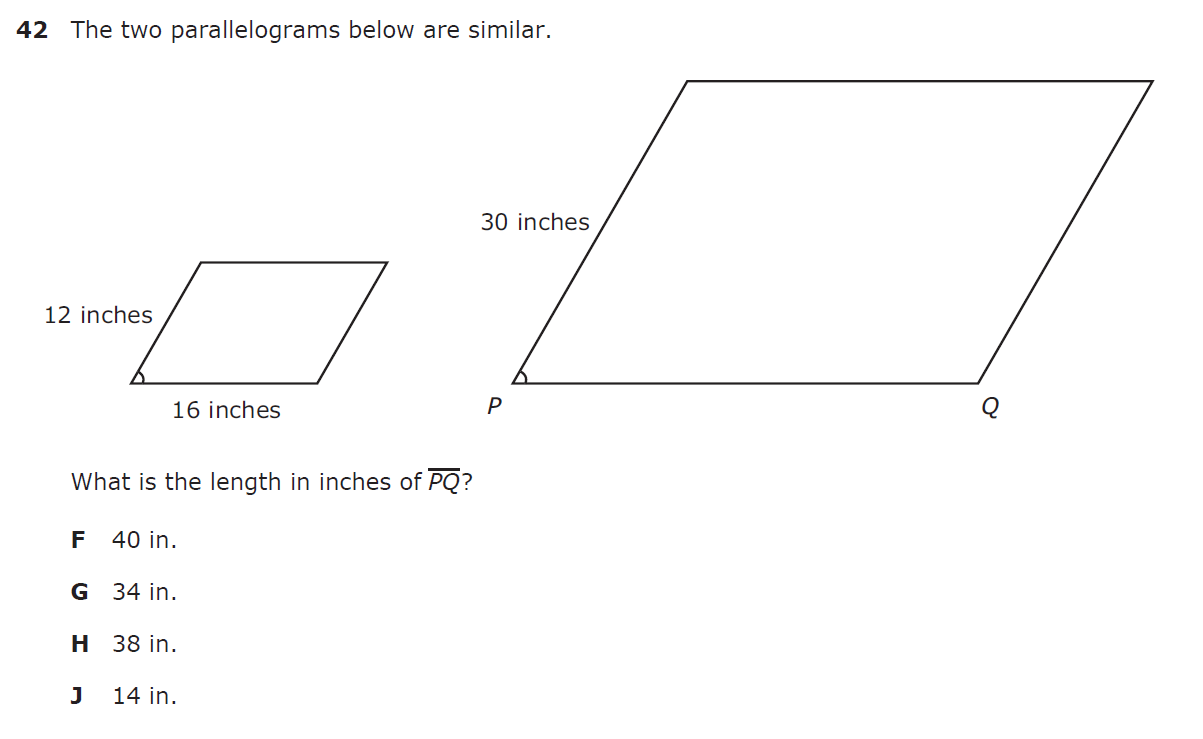 42 The two parallelograms below are similar.
30 inches
12 inches
16 inches
P
Q
What is the length in inches of PQ?
F 40 in.
G 34 in.
H 38 in.
J 14 in.